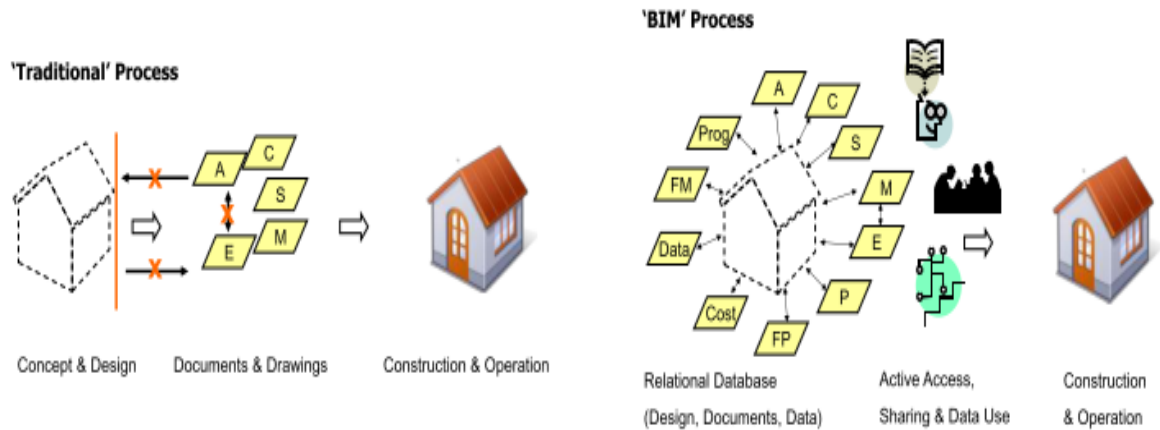 ‘Traditional’ Process
A
C
S
E
M
Concept & Design
Documents & Drawings
Construction & Operation
‘BIM’ Process
A
C
Prog
S
FM
M
Data
E
Cost
P
FP
Relational Database
(Design, Documents, Data)
Active Access,
Sharing & Data Use
Construction
& Operation